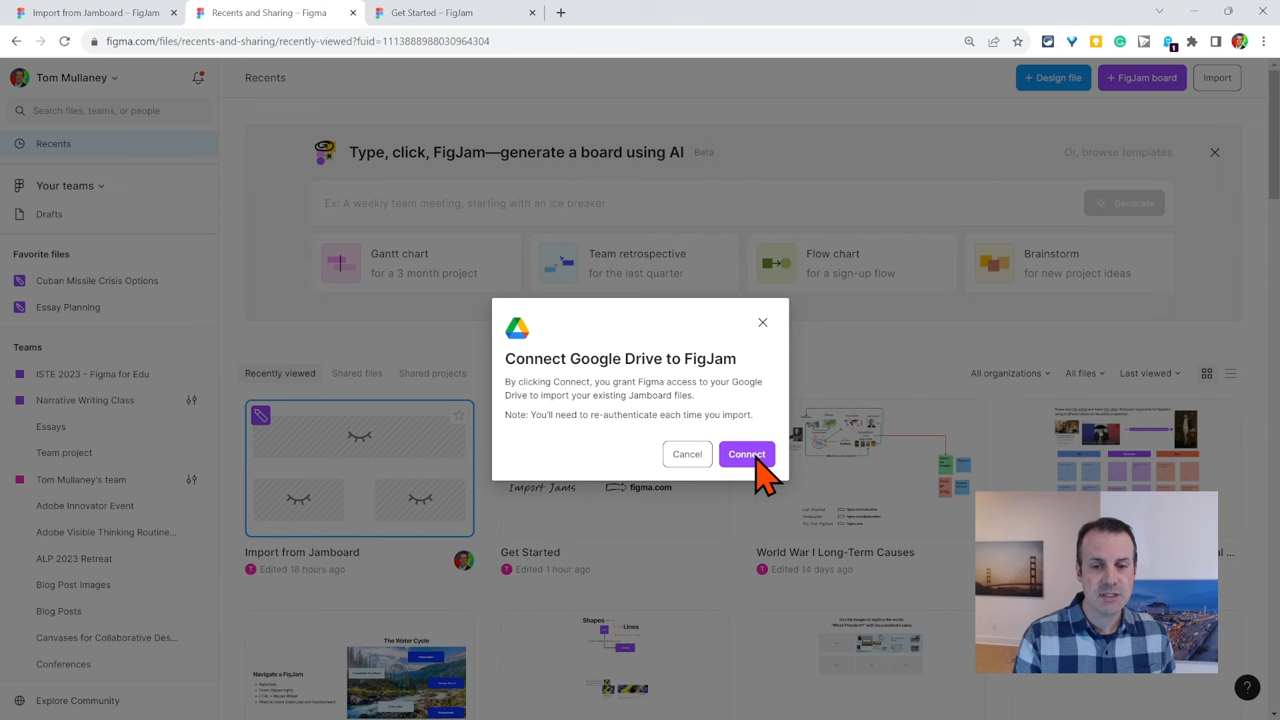 Import from Jamboard – FigJam
Recents and Sharing – Figma
Get Started – FigJam
figma.com/files/recents-and-sharing/recently-viewed?fuid=1113888988030964304
1
Tom Mullaney
Recents
+ Design file
+ FigJam board
Import
Search files, teams, or people
Recents
Your teams
Drafts
Favorite files
Cuban Missile Crisis Options
Essay Planning
Teams
ISTE 2023 - Figma for Edu
Narrative Writing Class
Essays
Team project
Tom Mullaney's team
Adobe Innovator Event
Adobe Visible Thinking Routine...
ALP 2023 Retreat
Blog Post Images
Blog Posts
Canvases for Collaborative Des...
Conferences
Explore Community
Type, click, FigJam—generate a board using AI
Beta
Or, browse templates
Ex: A weekly team meeting, starting with an ice breaker
Generate
Gantt chart
for a 3 month project
Team retrospective
for the last quarter
Flow chart
for a sign-up flow
Brainstorm
for new project ideas
Connect Google Drive to FigJam
By clicking Connect, you grant Figma access to your Google
Drive to import your existing Jamboard files.
Note: You'll need to re-authenticate each time you import.
Cancel
Connect
Recently viewed
Shared files
Shared projects
All organizations
All files
Last viewed
Import Jams
figma.com
Import from Jamboard
Edited 18 hours ago
Get Started
Edited 1 hour ago
World War I Long-Term Causes
Edited 14 days ago
The Water Cycle
Navigate a FigJam
Shapes
Lines
?